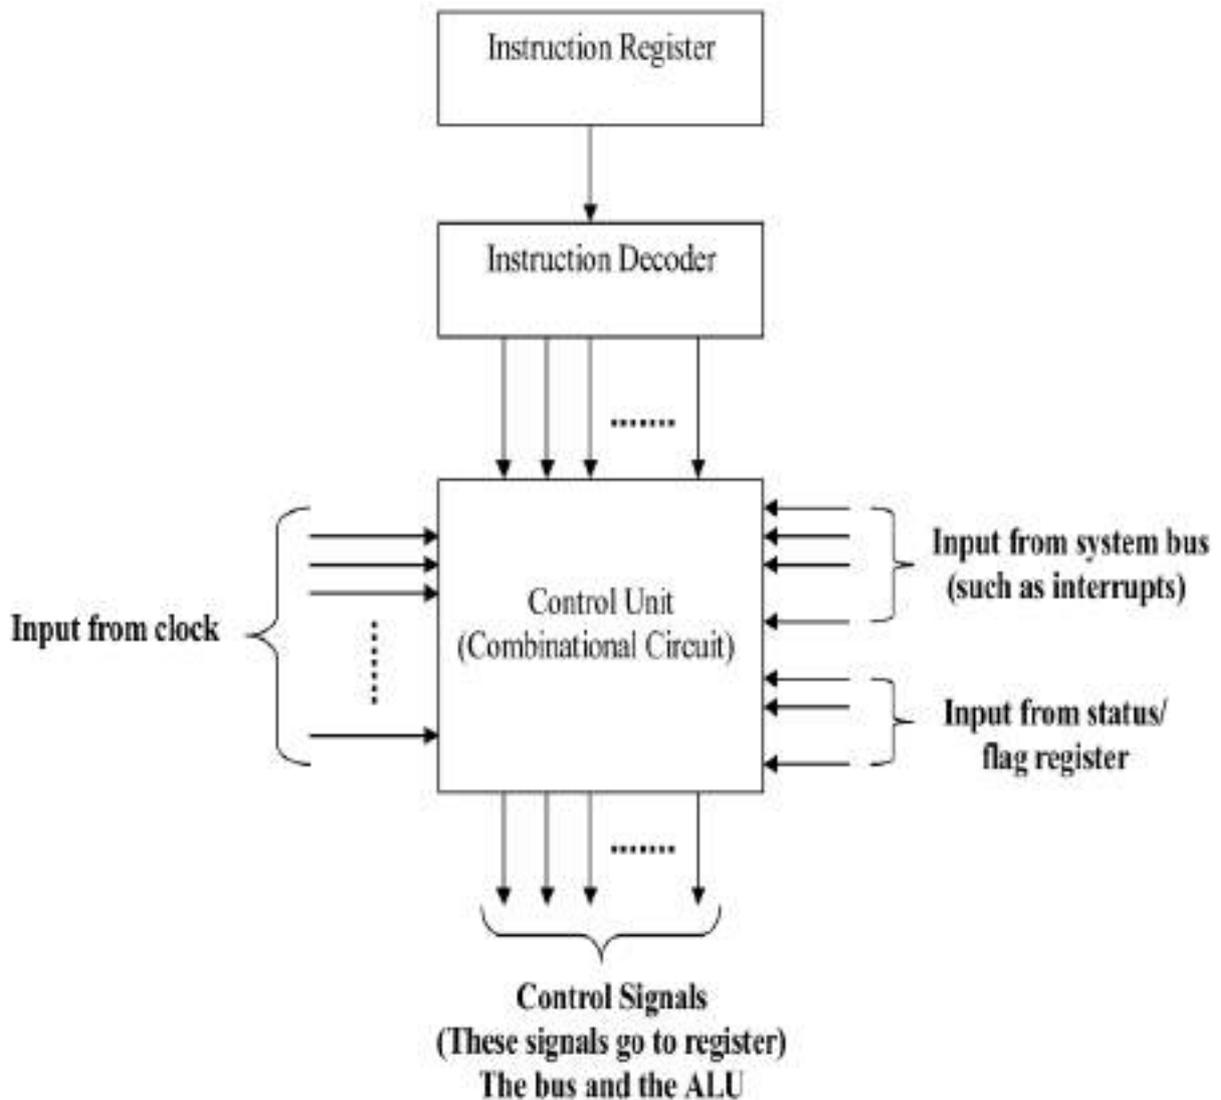 Instruction Register
Instruction Decoder
Input from clock
Control Unit
(Combinational Circuit)
Input from system bus
(such as interrupts)
Input from status/
flag register
Control Signals
(These signals go to register)
The bus and the ALU